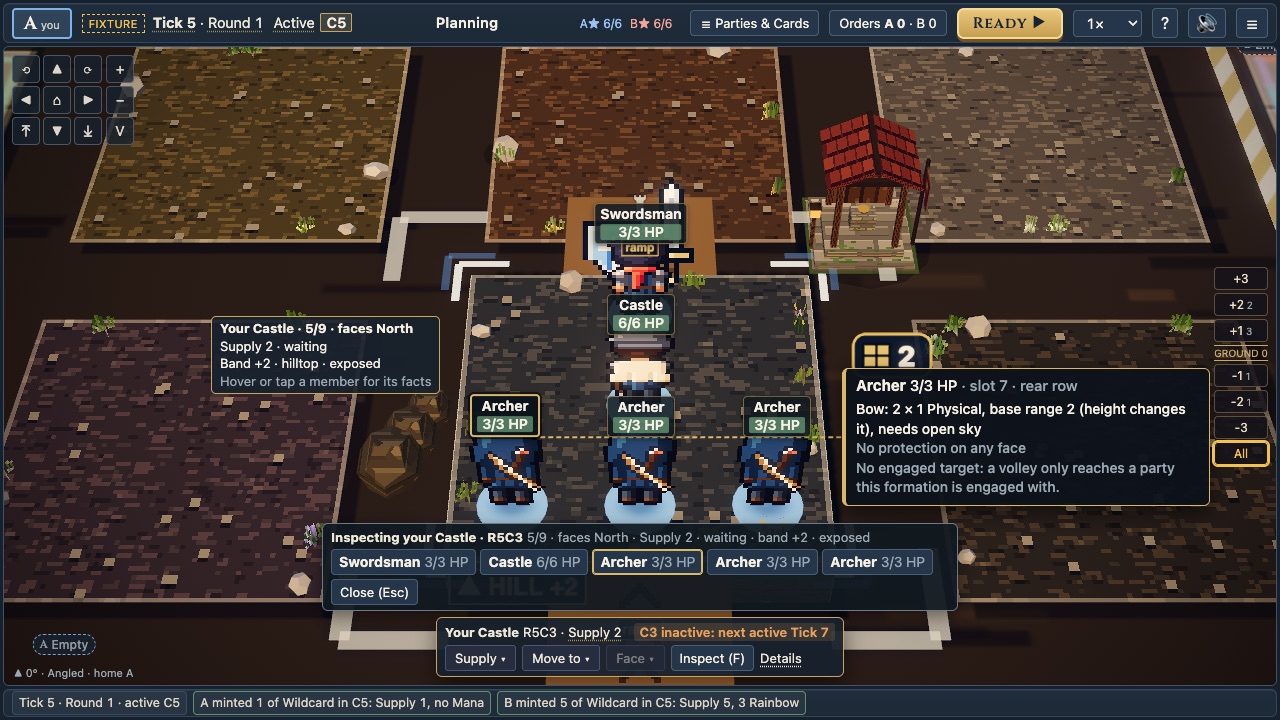 A you
FIXTURE
Tick 5 · Round 1 Active C5
Planning
A★ 6/6 B★ 6/6
≡ Parties & Cards
Orders A 0 · B 0
READY ▶
1×
?
≡
+
−
V
Swordsman
3/3 HP
ramp
Castle
6/6 HP
Your Castle · 5/9 · faces North
Supply 2 · waiting
Band +2 · hilltop · exposed
Hover or tap a member for its facts
Archer
3/3 HP
Archer
3/3 HP
Archer
3/3 HP
2
Archer 3/3 HP · slot 7 · rear row
Bow: 2 × 1 Physical, base range 2 (height changes
it), needs open sky
No protection on any face
No engaged target: a volley only reaches a party
this formation is engaged with.
+3
+2 2
+1 3
GROUND 0
-1 1
-2 1
-3
All
Inspecting your Castle · R5C3 5/9 · faces North · Supply 2 · waiting · band +2 · exposed
Swordsman 3/3 HP
Castle 6/6 HP
Archer 3/3 HP
Archer 3/3 HP
Archer 3/3 HP
Close (Esc)
▲ HILL +2
Your Castle R5C3 · Supply 2 C3 inactive: next active Tick 7
Supply ▾
Move to ▾
Face ▾
Inspect (F)
Details
A Empty
▲ 0° · Angled · home A
Tick 5 · Round 1 · active C5
A minted 1 of Wildcard in C5: Supply 1, no Mana
B minted 5 of Wildcard in C5: Supply 5, 3 Rainbow